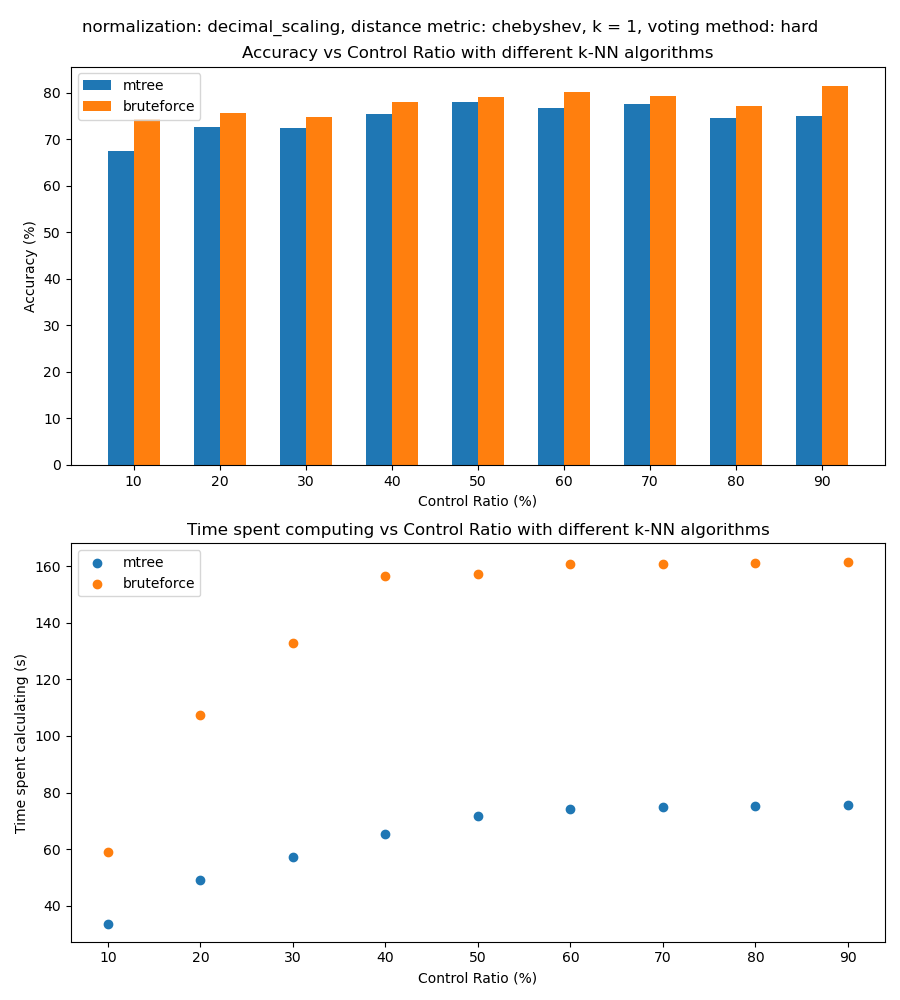 normalization: decimal_scaling, distance metric: chebyshev, k = 1, voting method: hard
Accuracy vs Control Ratio with different k-NN algorithms
mtree
bruteforce
80
70
60
50
40
30
20
10
0
Accuracy (%)
10 20 30 40 50 60 70 80 90
Control Ratio (%)
Time spent computing vs Control Ratio with different k-NN algorithms
mtree
bruteforce
160
140
120
100
80
60
40
Time spent calculating (s)
10 20 30 40 50 60 70 80 90
Control Ratio (%)